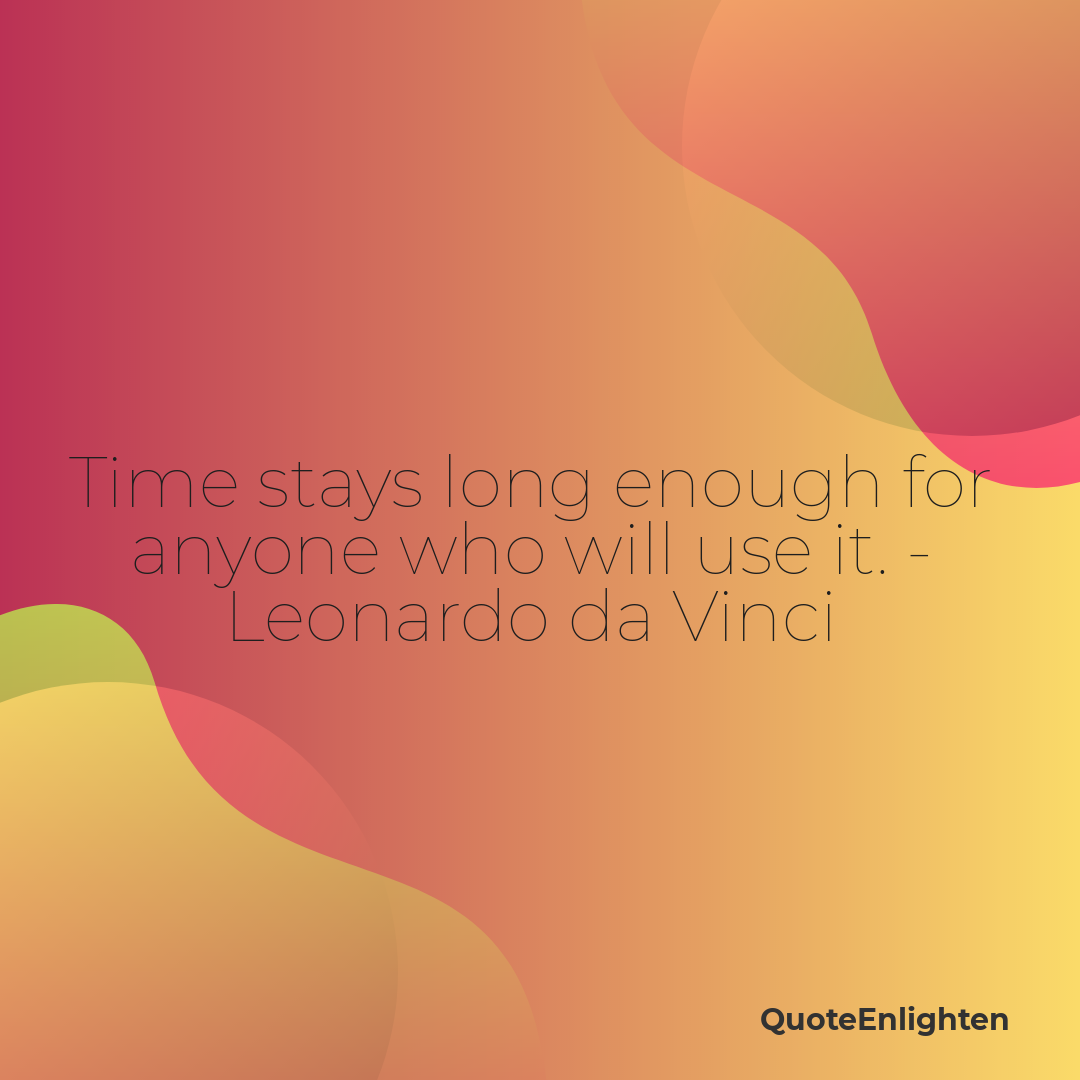 Time stays long enough for
anyone who will use it. -
Leonardo da Vinci
QuoteEnlighten